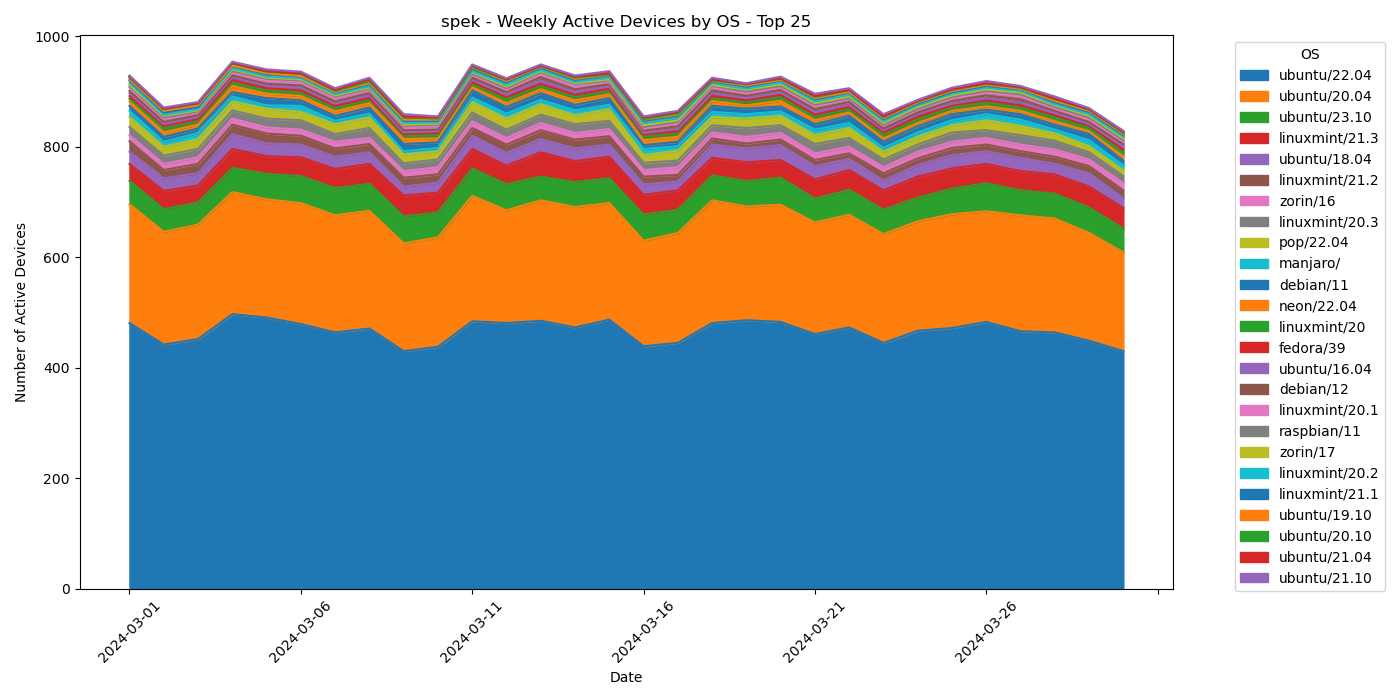 spek - Weekly Active Devices by OS - Top 25
1000
800
600
400
200
0
Number of Active Devices
2024-03-01
2024-03-06
2024-03-11
2024-03-16
2024-03-21
2024-03-26
Date
OS
ubuntu/22.04
ubuntu/20.04
ubuntu/23.10
linuxmint/21.3
ubuntu/18.04
linuxmint/21.2
zorin/16
linuxmint/20.3
pop/22.04
manjaro/
debian/11
neon/22.04
linuxmint/20
fedora/39
ubuntu/16.04
debian/12
linuxmint/20.1
raspbian/11
zorin/17
linuxmint/20.2
linuxmint/21.1
ubuntu/19.10
ubuntu/20.10
ubuntu/21.04
ubuntu/21.10